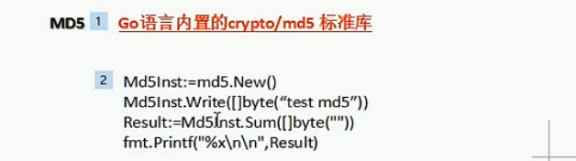 MD5 1 Go语言内置的crypto/md5 标准库
2 Md5Inst:=md5.New()
Md5Inst.Write([]byte(“test md5”))
Result:=Md5Inst.Sum([]byte(""))
fmt.Printf("%x\n\n",Result)